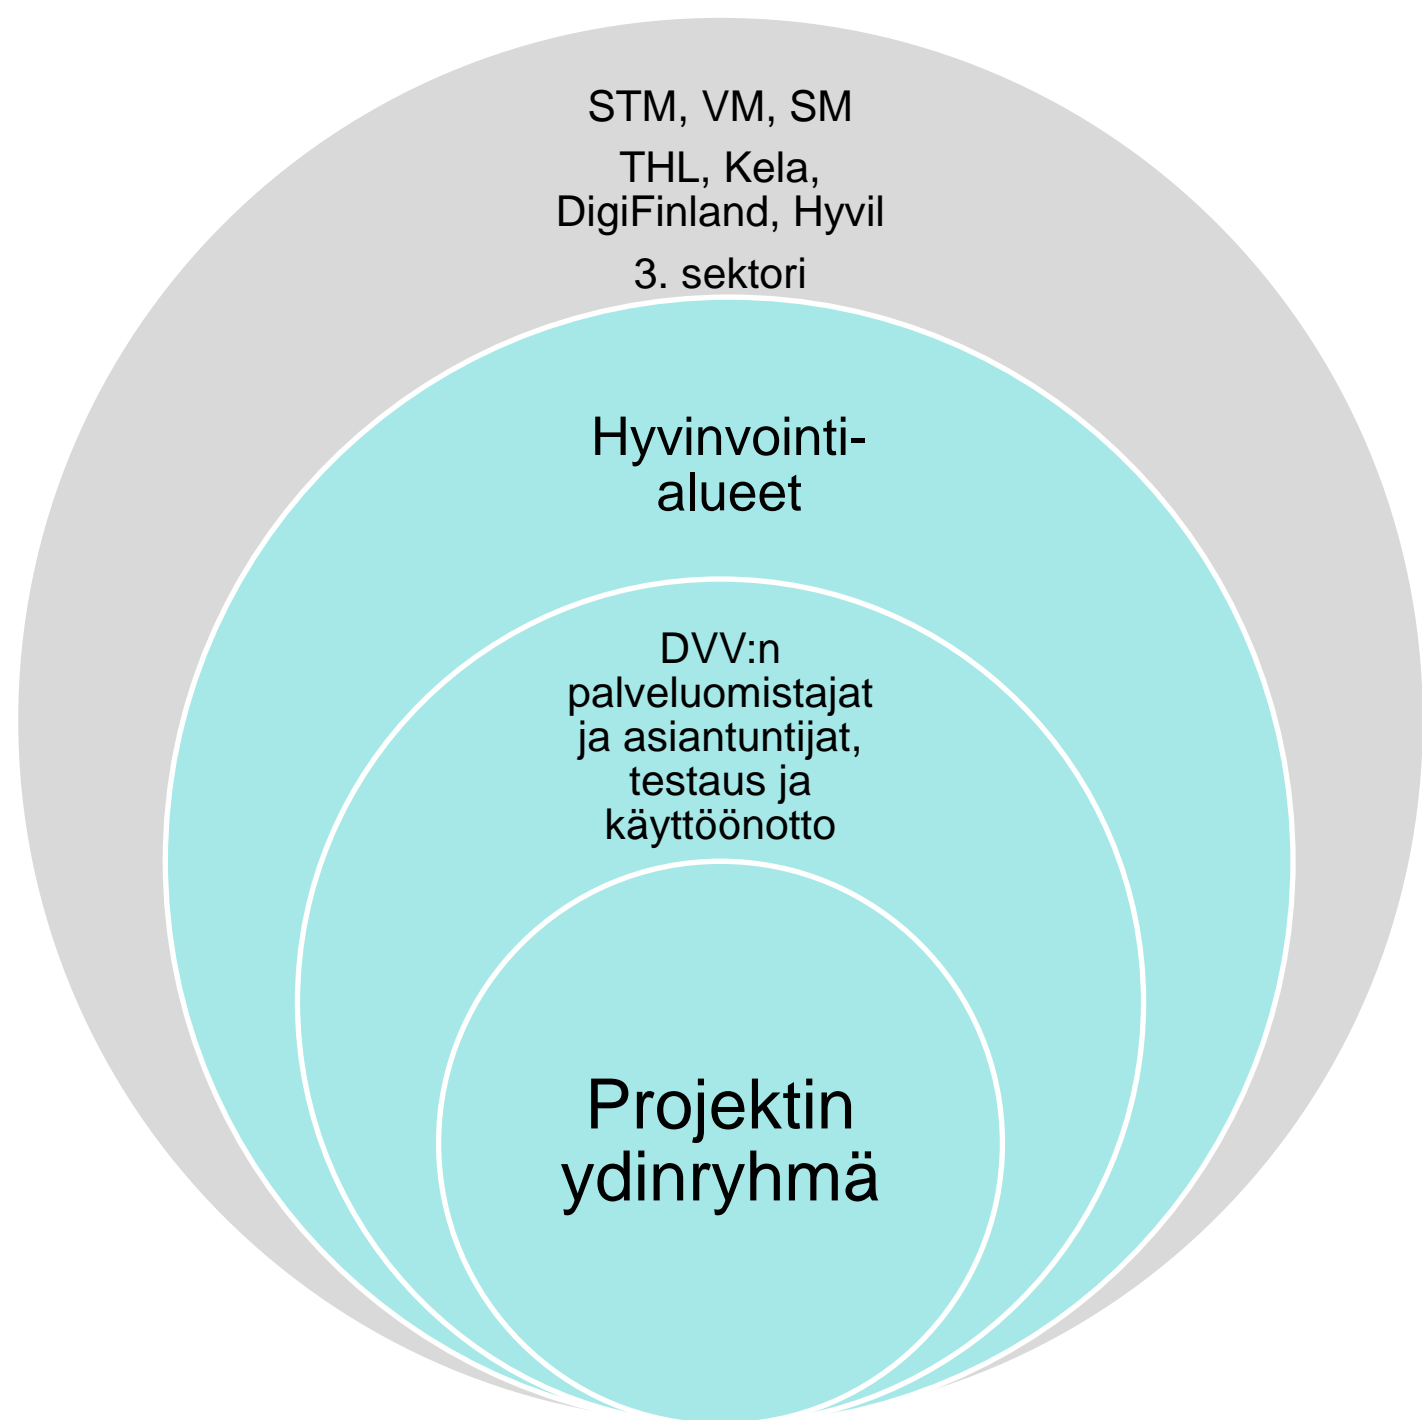 STM, VM, SM
THL, Kela,
DigiFinland, Hyvil
3. sektori
Hyvinvointi-
alueet
DVV:n
palveluomistajat
ja asiantuntijat,
testaus ja
käyttöönotto
Projektin
ydinryhmä